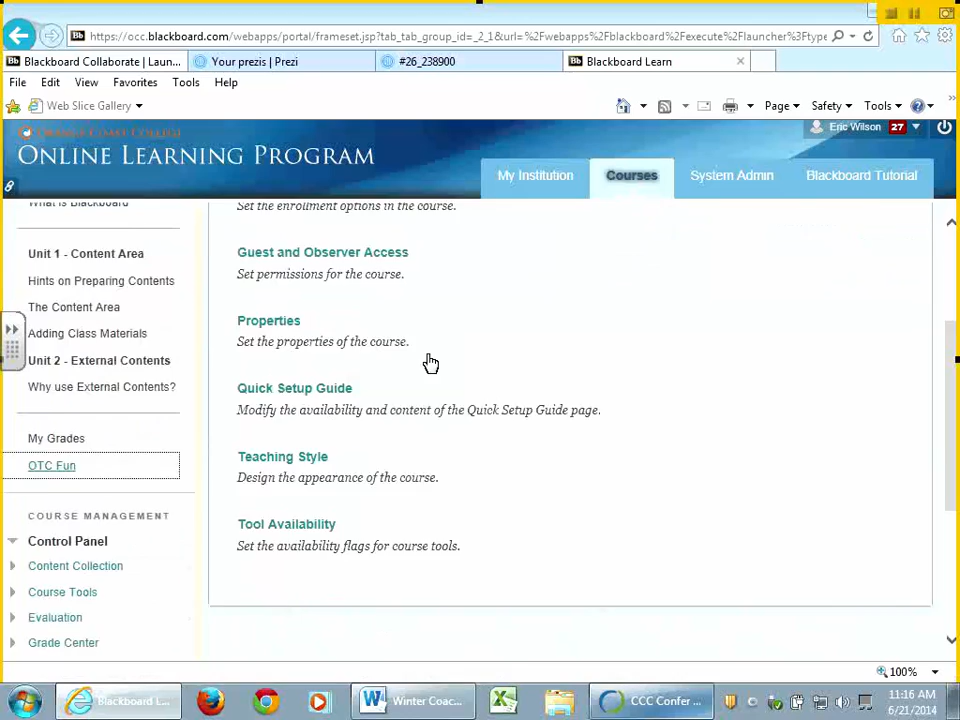 https://occ.blackboard.com/webapps/portal/frameset.jsp?tab_tab_group_id=_2_1&url=%2Fwebapps%2Fblackboard%2Fexecute%2Flauncher%3Ftype
Blackboard Collaborate | Laun...
Your prezis | Prezi
#26_238900
Blackboard Learn
File Edit View Favorites Tools Help
Web Slice Gallery
Page Safety Tools
ORANGE COAST COLLEGE
ONLINE LEARNING PROGRAM
Eric Wilson 27
My Institution
Courses
System Admin
Blackboard Tutorial
What is Blackboard
Unit 1 - Content Area
Hints on Preparing Contents
The Content Area
Adding Class Materials
Unit 2 - External Contents
Why use External Contents?
My Grades
OTC Fun
COURSE MANAGEMENT
Control Panel
Content Collection
Course Tools
Evaluation
Grade Center
Set the enrollment options in the course.
Guest and Observer Access
Set permissions for the course.
Properties
Set the properties of the course.
Quick Setup Guide
Modify the availability and content of the Quick Setup Guide page.
Teaching Style
Design the appearance of the course.
Tool Availability
Set the availability flags for course tools.
100%
Blackboard L...
Winter Coac...
CCC Confer ...
11:16 AM
6/21/2014